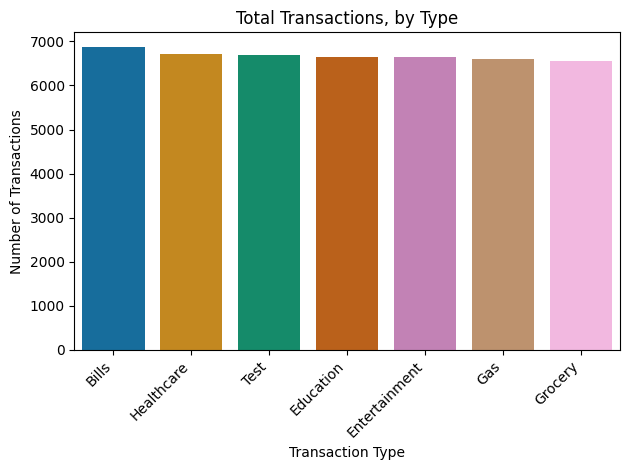 Total Transactions, by Type
Number of Transactions
7000
6000
5000
4000
3000
2000
1000
0
Bills
Healthcare
Test
Education
Entertainment
Gas
Grocery
Transaction Type